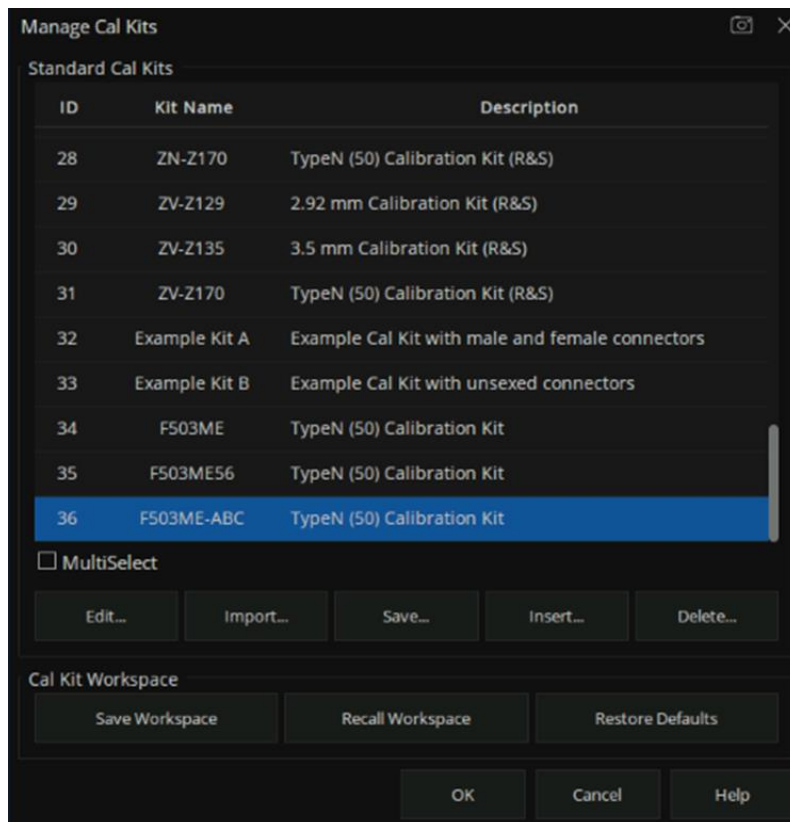 Manage Cal Kits
Standard Cal Kits
ID Kit Name Description
28 ZN-Z170 TypeN (50) Calibration Kit (R&S)
29 ZV-Z129 2.92 mm Calibration Kit (R&S)
30 ZV-Z135 3.5 mm Calibration Kit (R&S)
31 ZV-Z170 TypeN (50) Calibration Kit (R&S)
32 Example Kit A Example Cal Kit with male and female connectors
33 Example Kit B Example Cal Kit with unsexed connectors
34 F503ME TypeN (50) Calibration Kit
35 F503ME56 TypeN (50) Calibration Kit
36 F503ME-ABC TypeN (50) Calibration Kit
MultiSelect
Edit... Import... Save... Insert... Delete...
Cal Kit Workspace
Save Workspace Recall Workspace Restore Defaults
OK Cancel Help